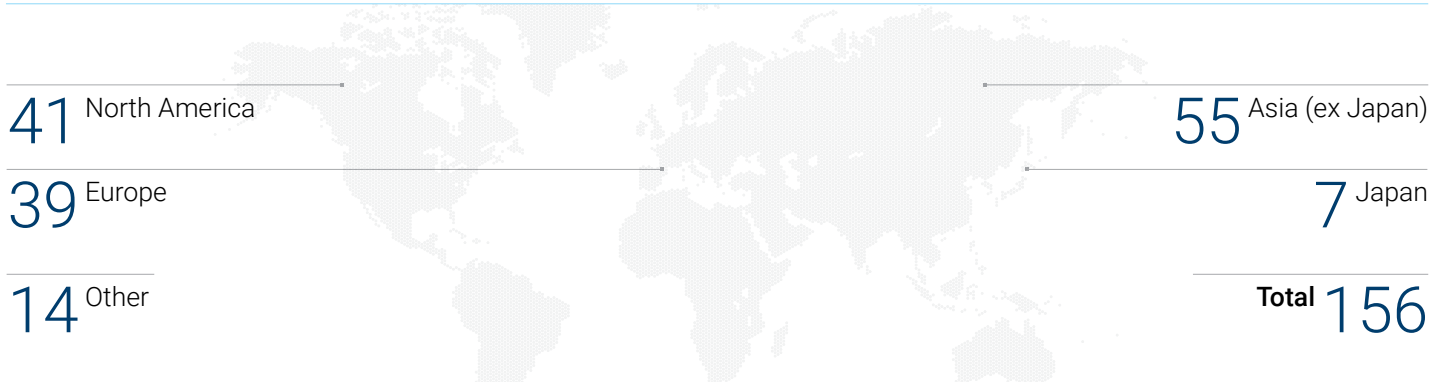 41 North America
39 Europe
14 Other
55 Asia (ex Japan)
7 Japan
Total 156